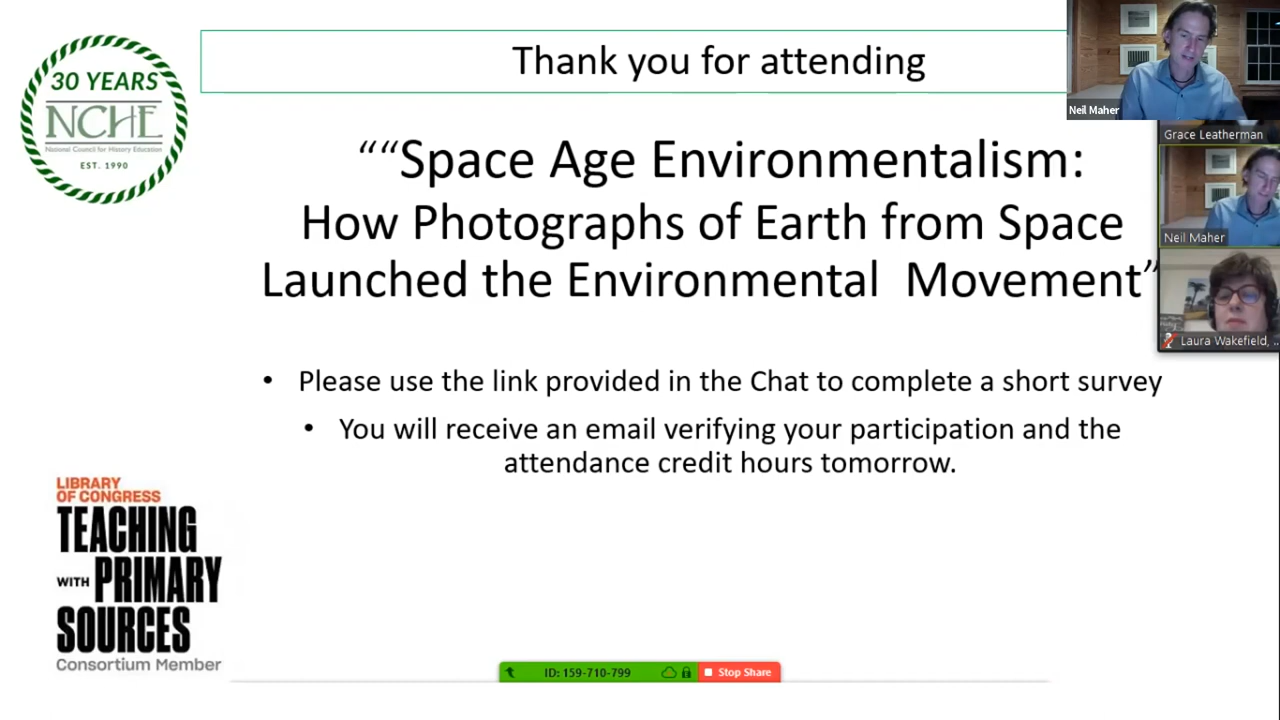 30 YEARS
NCHE
National Council for History Education
EST. 1990
Thank you for attending
““Space Age Environmentalism:
How Photographs of Earth from Space
Launched the Environmental  Movement”
• Please use the link provided in the Chat to complete a short survey
• You will receive an email verifying your participation and the
attendance credit hours tomorrow.
Neil Maher
Grace Leatherman
Neil Maher
Laura Wakefield, ..
LIBRARY
OF CONGRESS
TEACHING
WITH PRIMARY
SOURCES
Consortium Member
ID: 159-710-799
Stop Share